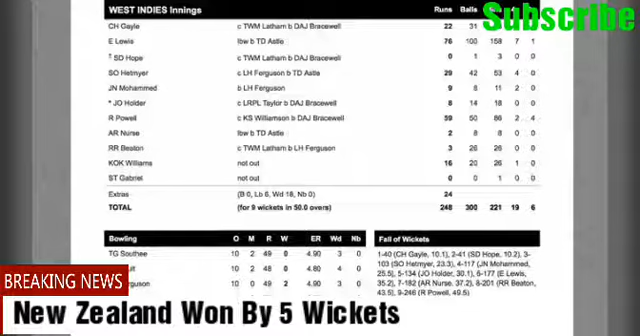 Subscribe
WEST INDIES Innings Runs Balls
CH Gayle c TWM Latham b DAJ Bracewell 22 31
E Lewis lbw b TD Astle 76 100 158 7 1
† SD Hope c TWM Latham b DAJ Bracewell 0 1 3 0 0
SO Hetmyer c LH Ferguson b TD Astle 29 42 53 4 0
JN Mohammed b LH Ferguson 9 8 11 2 0
* JO Holder c LRPL Taylor b DAJ Bracewell 8 14 18 0 0
R Powell c KS Williamson b DAJ Bracewell 59 50 86 2 4
AR Nurse lbw b TD Astle 2 8 8 0 0
RR Beaton c TWM Latham b LH Ferguson 3 26 26 0 0
KOK Williams not out 16 20 26 1 0
ST Gabriel not out 0 0 1 0 0
Extras (B 0, Lb 6, Wd 18, Nb 0) 24
TOTAL (for 9 wickets in 50.0 overs) 248 300 221 19 6
Bowling O M R W ER Wd Nb
TG Southee 10 2 49 0 4.90 3 0
ult 10 2 48 0 4.80 4 0
rguson 10 0 49 2 4.90 3 0
Fall of Wickets
1-40 (CH Gayle, 10.1), 2-41 (SD Hope, 10.2), 3-
103 (SO Hetmyer, 23.3), 4-117 (JN Mohammed,
25.5), 5-134 (JO Holder, 30.1), 6-177 (E Lewis,
35.2), 7-182 (AR Nurse, 37.2), 8-201 (RR Beaton,
43.5), 9-246 (R Powell, 49.5)
BREAKING NEWS
New Zealand Won By 5 Wickets